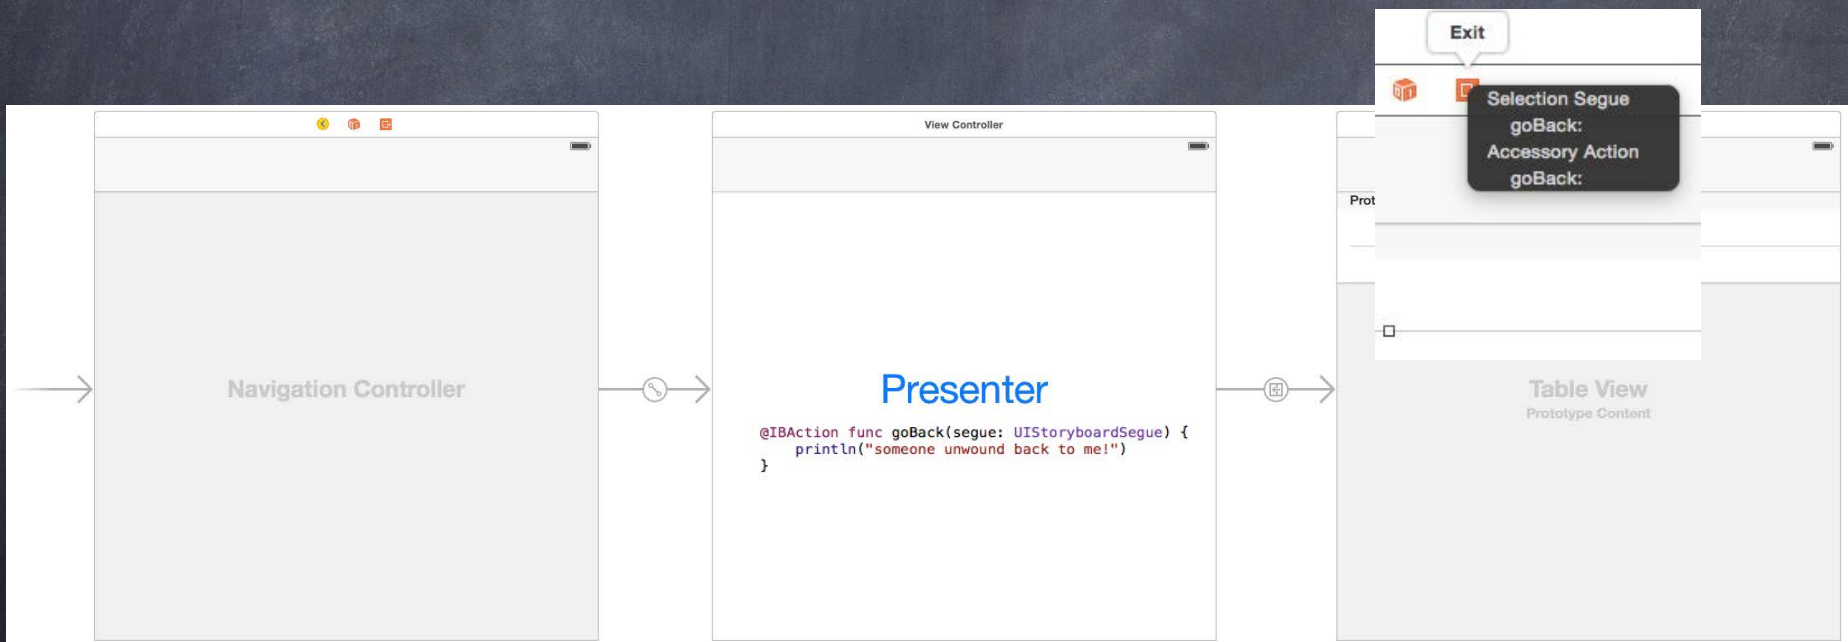 Exit
Selection Segue
goBack:
Accessory Action
goBack:
View Controller
Prot
Navigation Controller
Presenter
@IBAction func goBack(segue: UIStoryboardSegue) {
    println("someone unwound back to me!")
}
Table View
Prototype Content